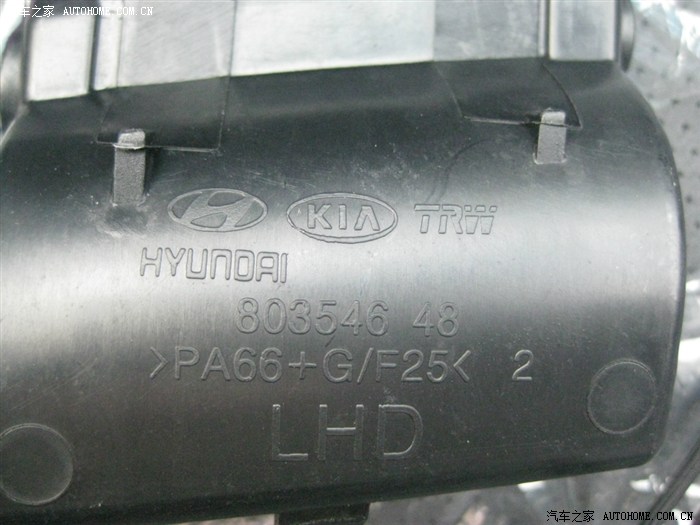 汽车之家 AUTOHOME.COM.CN
KIA TRW
HYUNDAI
803546 48
>PA66+G/F25< 2
LHD
汽车之家 AUTOHOME.COM.CN